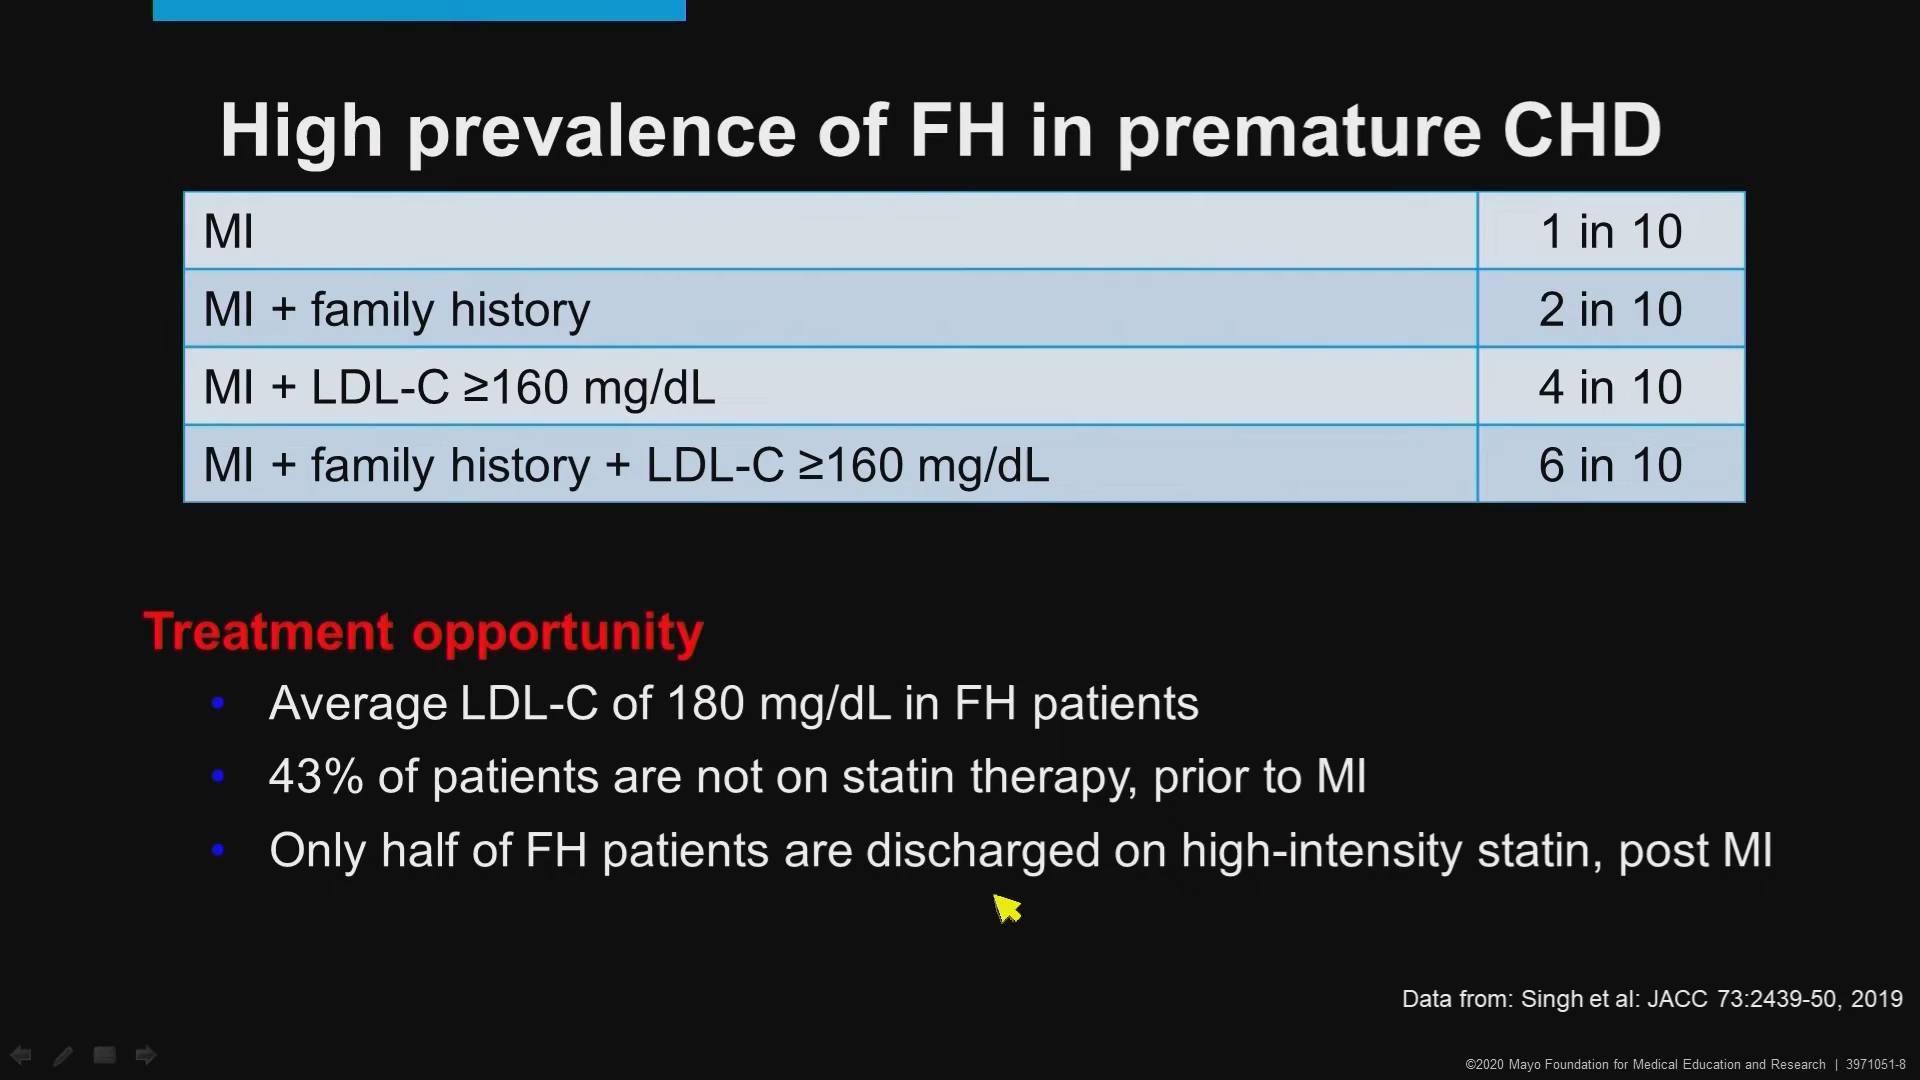 High prevalence of FH in premature CHD
MI 1 in 10
MI + family history 2 in 10
MI + LDL-C ≥160 mg/dL 4 in 10
MI + family history + LDL-C ≥160 mg/dL 6 in 10
Treatment opportunity
• Average LDL-C of 180 mg/dL in FH patients
• 43% of patients are not on statin therapy, prior to MI
• Only half of FH patients are discharged on high-intensity statin, post MI
Data from: Singh et al: JACC 73:2439-50, 2019
©2020 Mayo Foundation for Medical Education and Research | 3971051-8